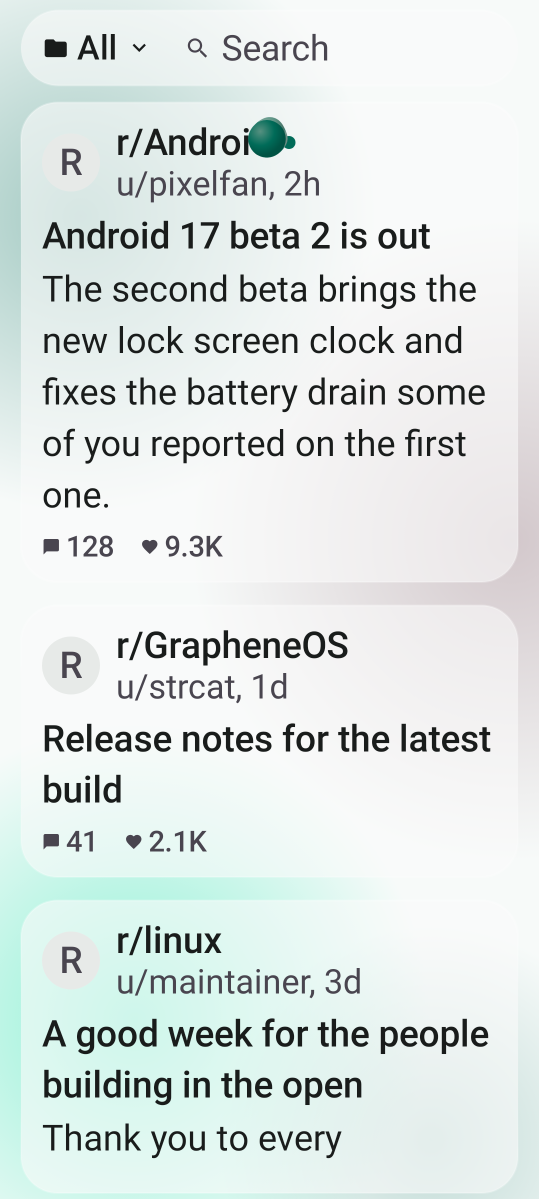 All
Search
R
r/Androi
u/pixelfan, 2h
Android 17 beta 2 is out
The second beta brings the
new lock screen clock and
fixes the battery drain some
of you reported on the first
one.
128 9.3K
R
r/GrapheneOS
u/strcat, 1d
Release notes for the latest
build
41 2.1K
R
r/linux
u/maintainer, 3d
A good week for the people
building in the open
Thank you to every